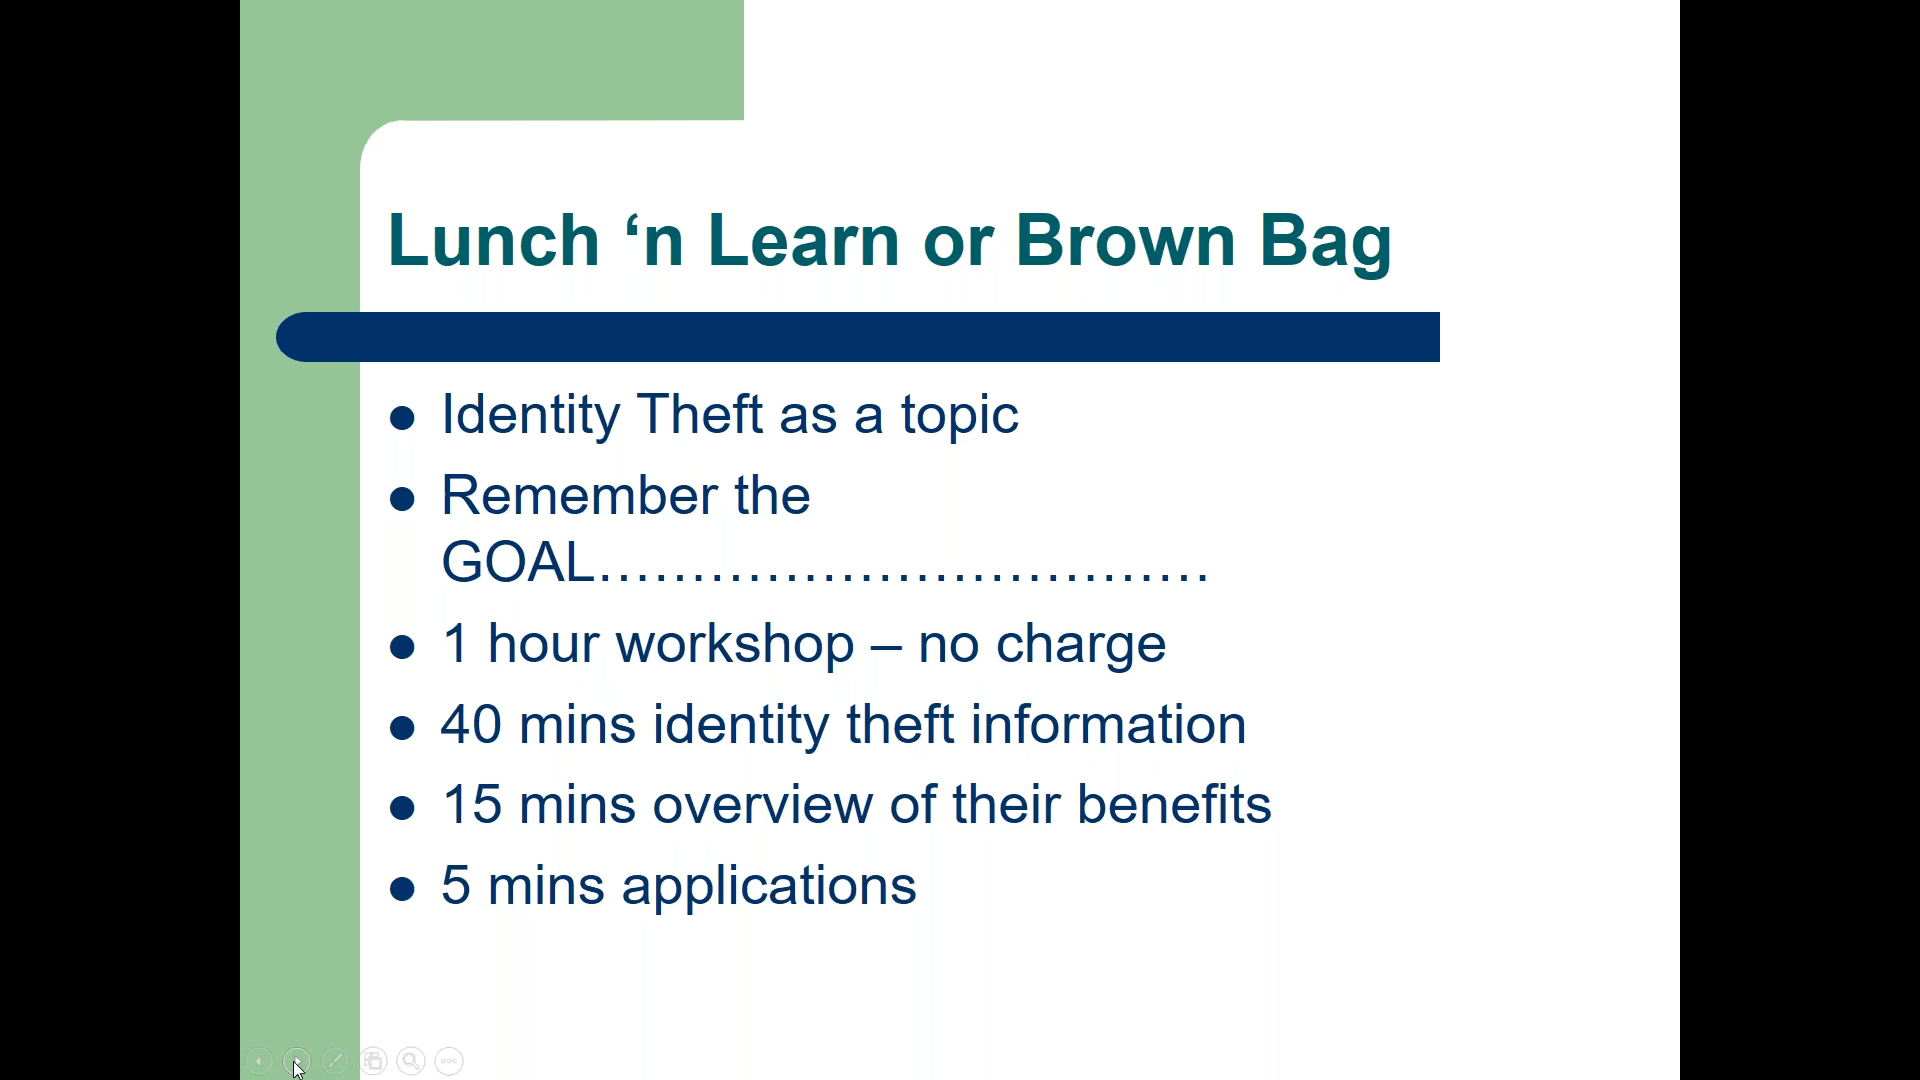 Lunch ‘n Learn or Brown Bag
● Identity Theft as a topic
● Remember the
GOAL……………………………….
● 1 hour workshop – no charge
● 40 mins identity theft information
● 15 mins overview of their benefits
● 5 mins applications